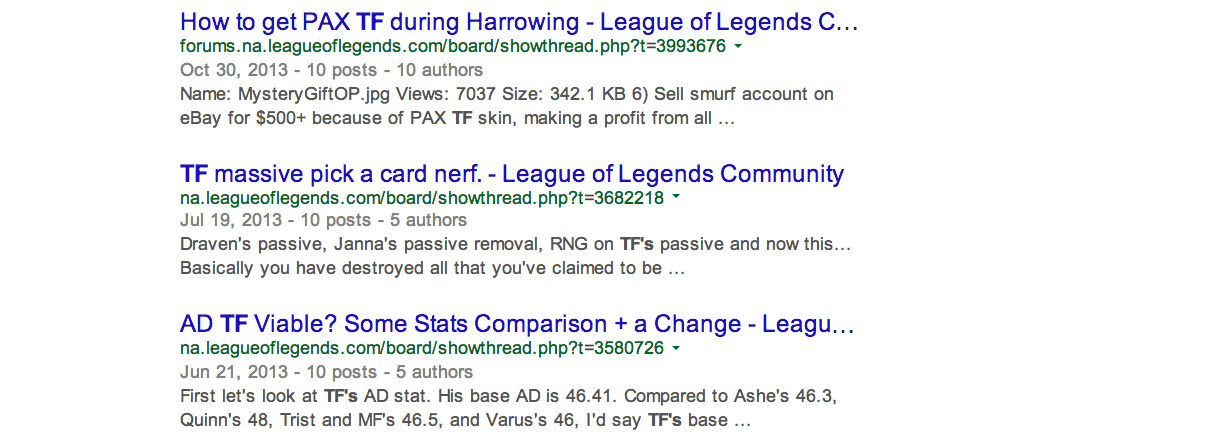 How to get PAX TF during Harrowing - League of Legends C...
forums.na.leagueoflegends.com/board/showthread.php?t=3993676
Oct 30, 2013 - 10 posts - 10 authors
Name: MysteryGiftOP.jpg Views: 7037 Size: 342.1 KB 6) Sell smurf account on
eBay for $500+ because of PAX TF skin, making a profit from all ...
TF massive pick a card nerf. - League of Legends Community
na.leagueoflegends.com/board/showthread.php?t=3682218
Jul 19, 2013 - 10 posts - 5 authors
Draven's passive, Janna's passive removal, RNG on TF's passive and now this...
Basically you have destroyed all that you've claimed to be ...
AD TF Viable? Some Stats Comparison + a Change - Leagu...
na.leagueoflegends.com/board/showthread.php?t=3580726
Jun 21, 2013 - 10 posts - 5 authors
First let's look at TF's AD stat. His base AD is 46.41. Compared to Ashe's 46.3,
Quinn's 48, Trist and MF's 46.5, and Varus's 46, I'd say TF's base ...